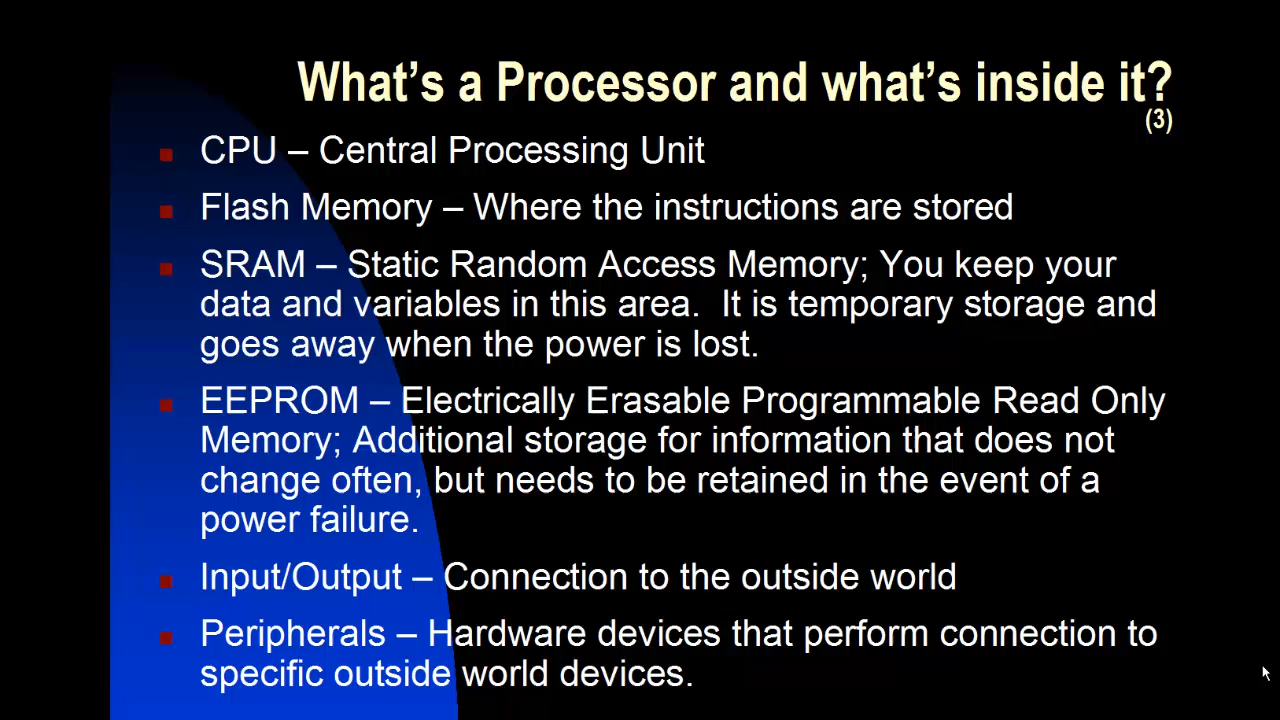 What's a Processor and what's inside it?
(3)
CPU – Central Processing Unit
Flash Memory – Where the instructions are stored
SRAM – Static Random Access Memory; You keep your
data and variables in this area.  It is temporary storage and
goes away when the power is lost.
EEPROM – Electrically Erasable Programmable Read Only
Memory; Additional storage for information that does not
change often, but needs to be retained in the event of a
power failure.
Input/Output – Connection to the outside world
Peripherals – Hardware devices that perform connection to
specific outside world devices.